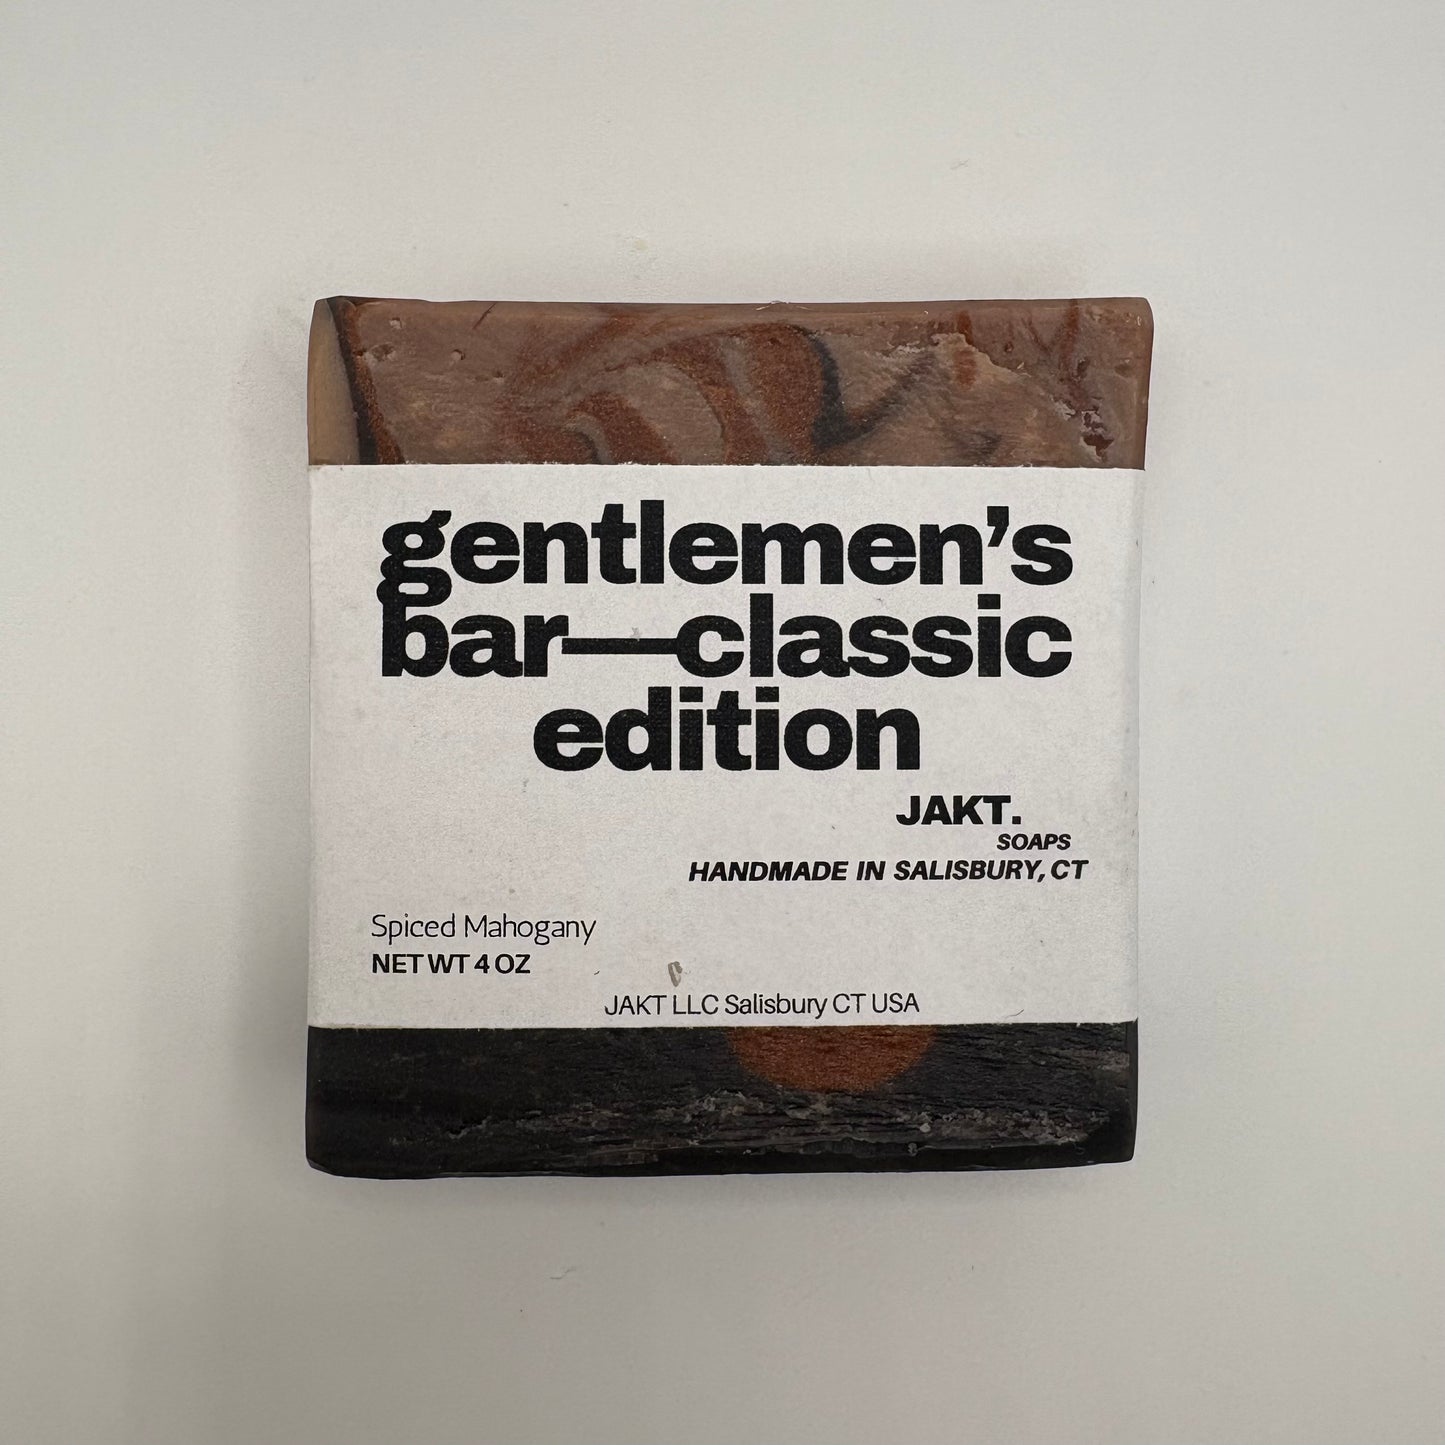 gentlemen’s
bar—classic
edition
JAKT.
SOAPS
HANDMADE IN SALISBURY, CT
Spiced Mahogany
NET WT 4 OZ
JAKT LLC Salisbury CT USA